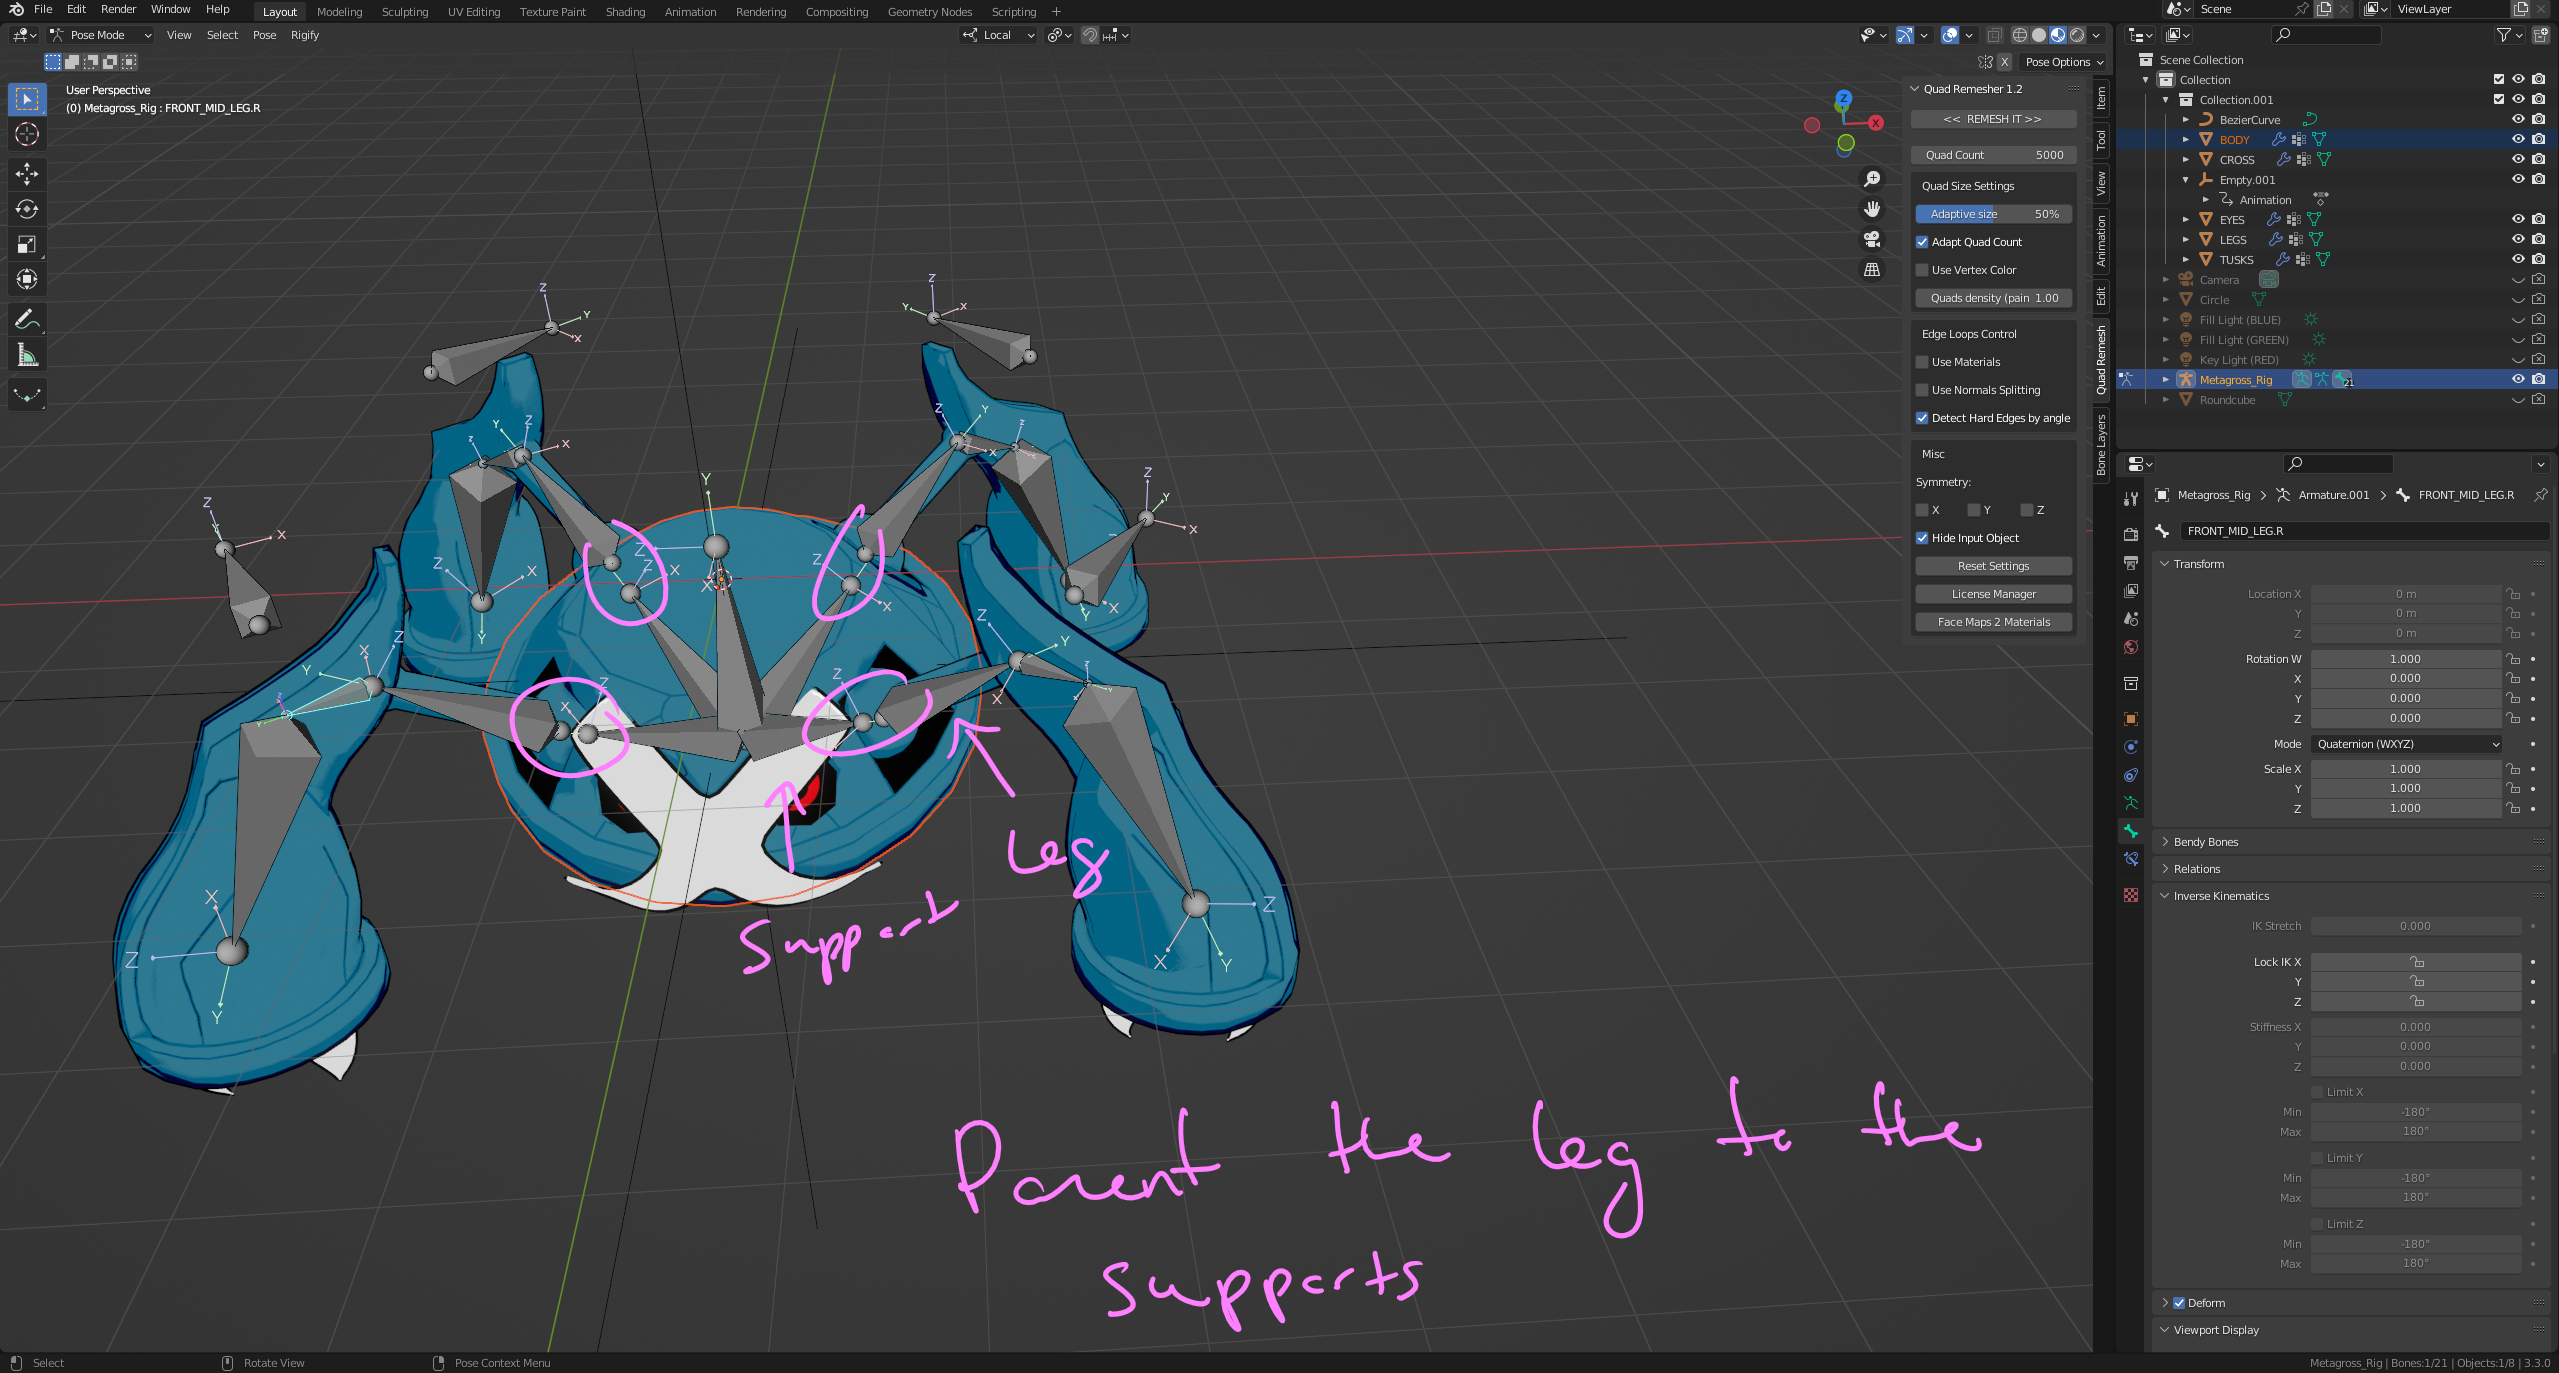 File Edit Render Window Help Layout Modeling Sculpting UV Editing Texture Paint Shading Animation Rendering Compositing Geometry Nodes Scripting + Scene ViewLayer
Pose Mode View Select Pose Rigify Local
X Pose Options
User Perspective
(0) Metagross_Rig : FRONT_MID_LEG.R
Quad Remesher 1.2
<< REMESH IT >>
Quad Count 5000
Quad Size Settings
Adaptive size 50%
Adapt Quad Count
Use Vertex Color
Quads density (pain 1.00
Edge Loops Control
Use Materials
Use Normals Splitting
Detect Hard Edges by angle
Misc
Symmetry:
X Y Z
Hide Input Object
Reset Settings
License Manager
Face Maps 2 Materials
Item
Tool
View
Animation
Edit
Quad Remesh
Bone Layers
Scene Collection
Collection
Collection.001
BezierCurve
BODY
CROSS
Empty.001
Animation
EYES
LEGS
TUSKS
Camera
Circle
Fill Light (BLUE)
Fill Light (GREEN)
Key Light (RED)
Metagross_Rig 21
Roundcube
Metagross_Rig > Armature.001 > FRONT_MID_LEG.R
FRONT_MID_LEG.R
Transform
Location X 0 m
Y 0 m
Z 0 m
Rotation W 1.000
X 0.000
Y 0.000
Z 0.000
Mode Quaternion (WXYZ)
Scale X 1.000
Y 1.000
Z 1.000
Bendy Bones
Relations
Inverse Kinematics
IK Stretch 0.000
Lock IK X
Y
Z
Stiffness X 0.000
Y 0.000
Z 0.000
Limit X
Min -180°
Max 180°
Limit Y
Min -180°
Max 180°
Limit Z
Min -180°
Max 180°
Deform
Viewport Display
Leg
Support
Parent the leg to the
supports
Select Rotate View Pose Context Menu Metagross_Rig | Bones:1/21 | Objects:1/8 | 3.3.0